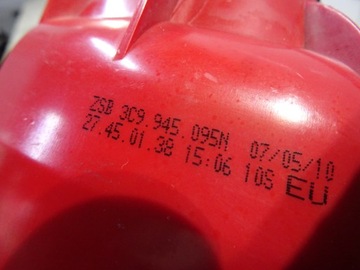 ZSB 3C9 945.095N 07/05/10
27.45.01.38 15:06 10S EU